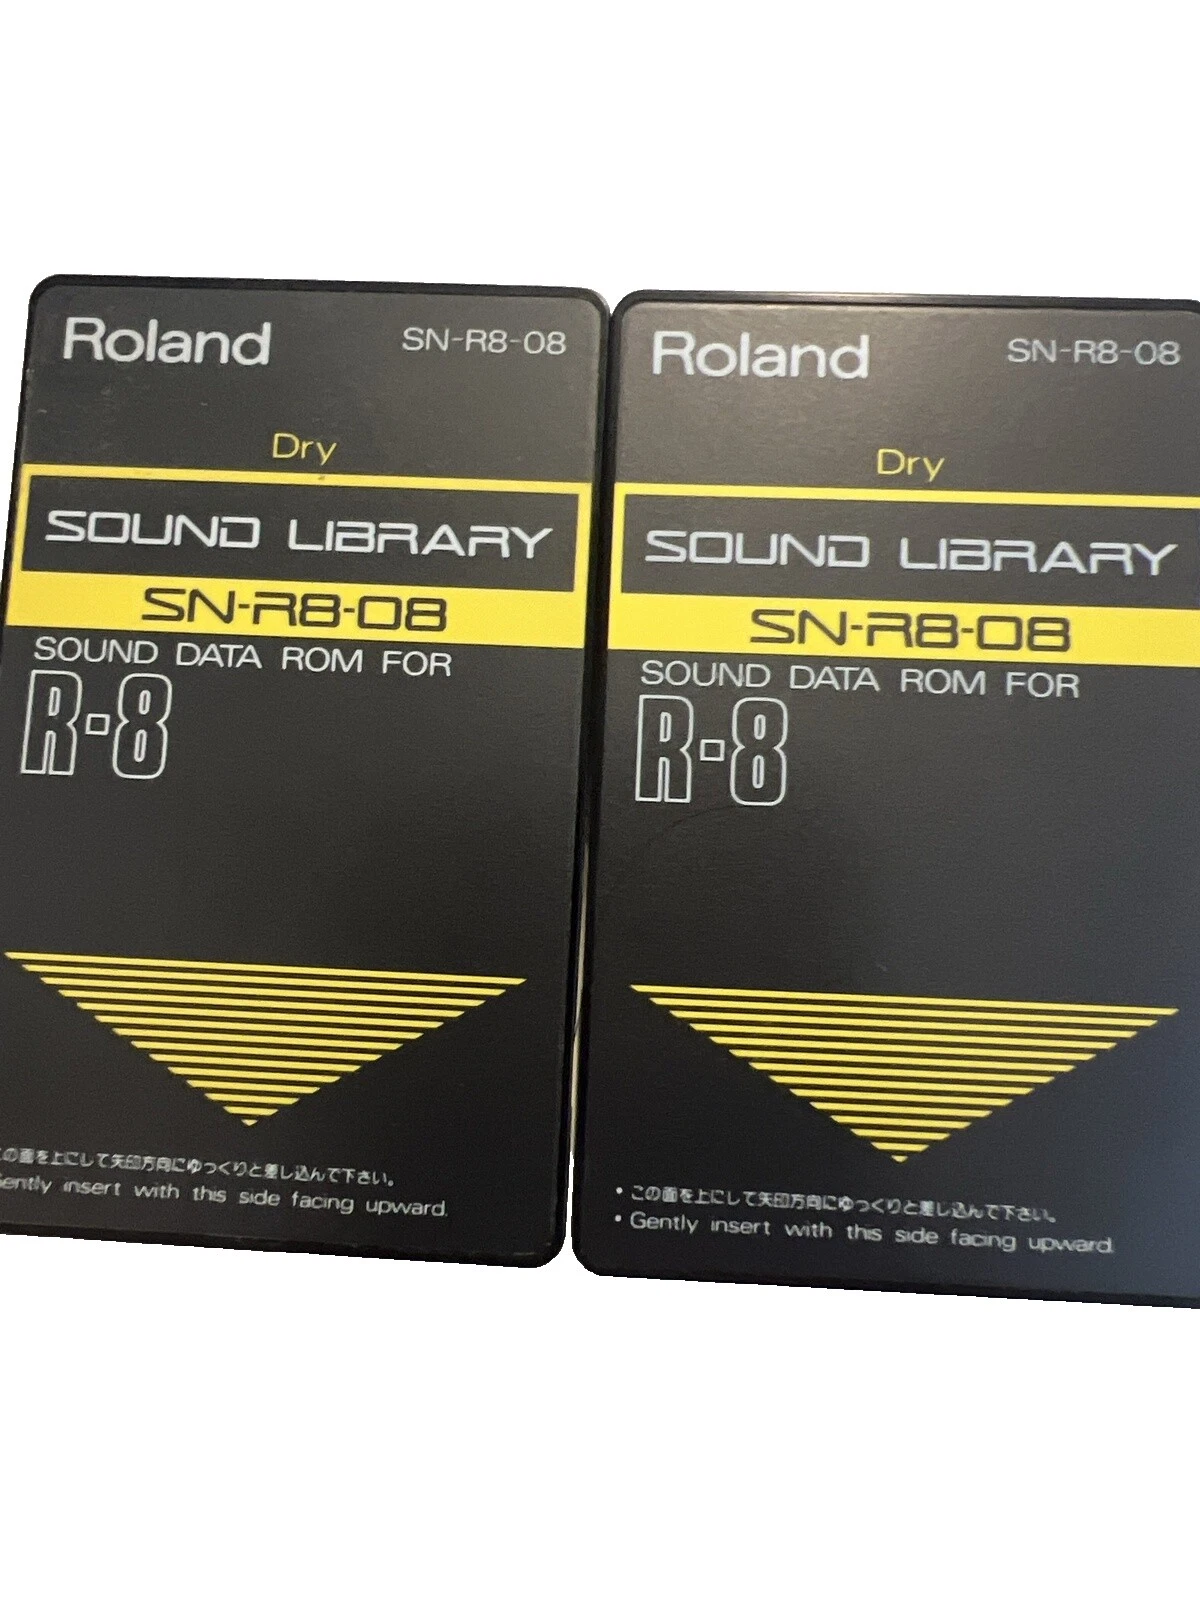 Roland SN-R8-08
Dry
SOUND LIBRARY
SN-R8-08
SOUND DATA ROM FOR
R-8
の面を上にして矢印方向にゆっくりと差し込んで下さい。
ently insert with this side facing upward.
Roland SN-R8-08
Dry
SOUND LIBRARY
SN-R8-08
SOUND DATA ROM FOR
R-8
• この面を上にして矢印方向にゆっくりと差し込んで下さい。
• Gently insert with this side facing upward.